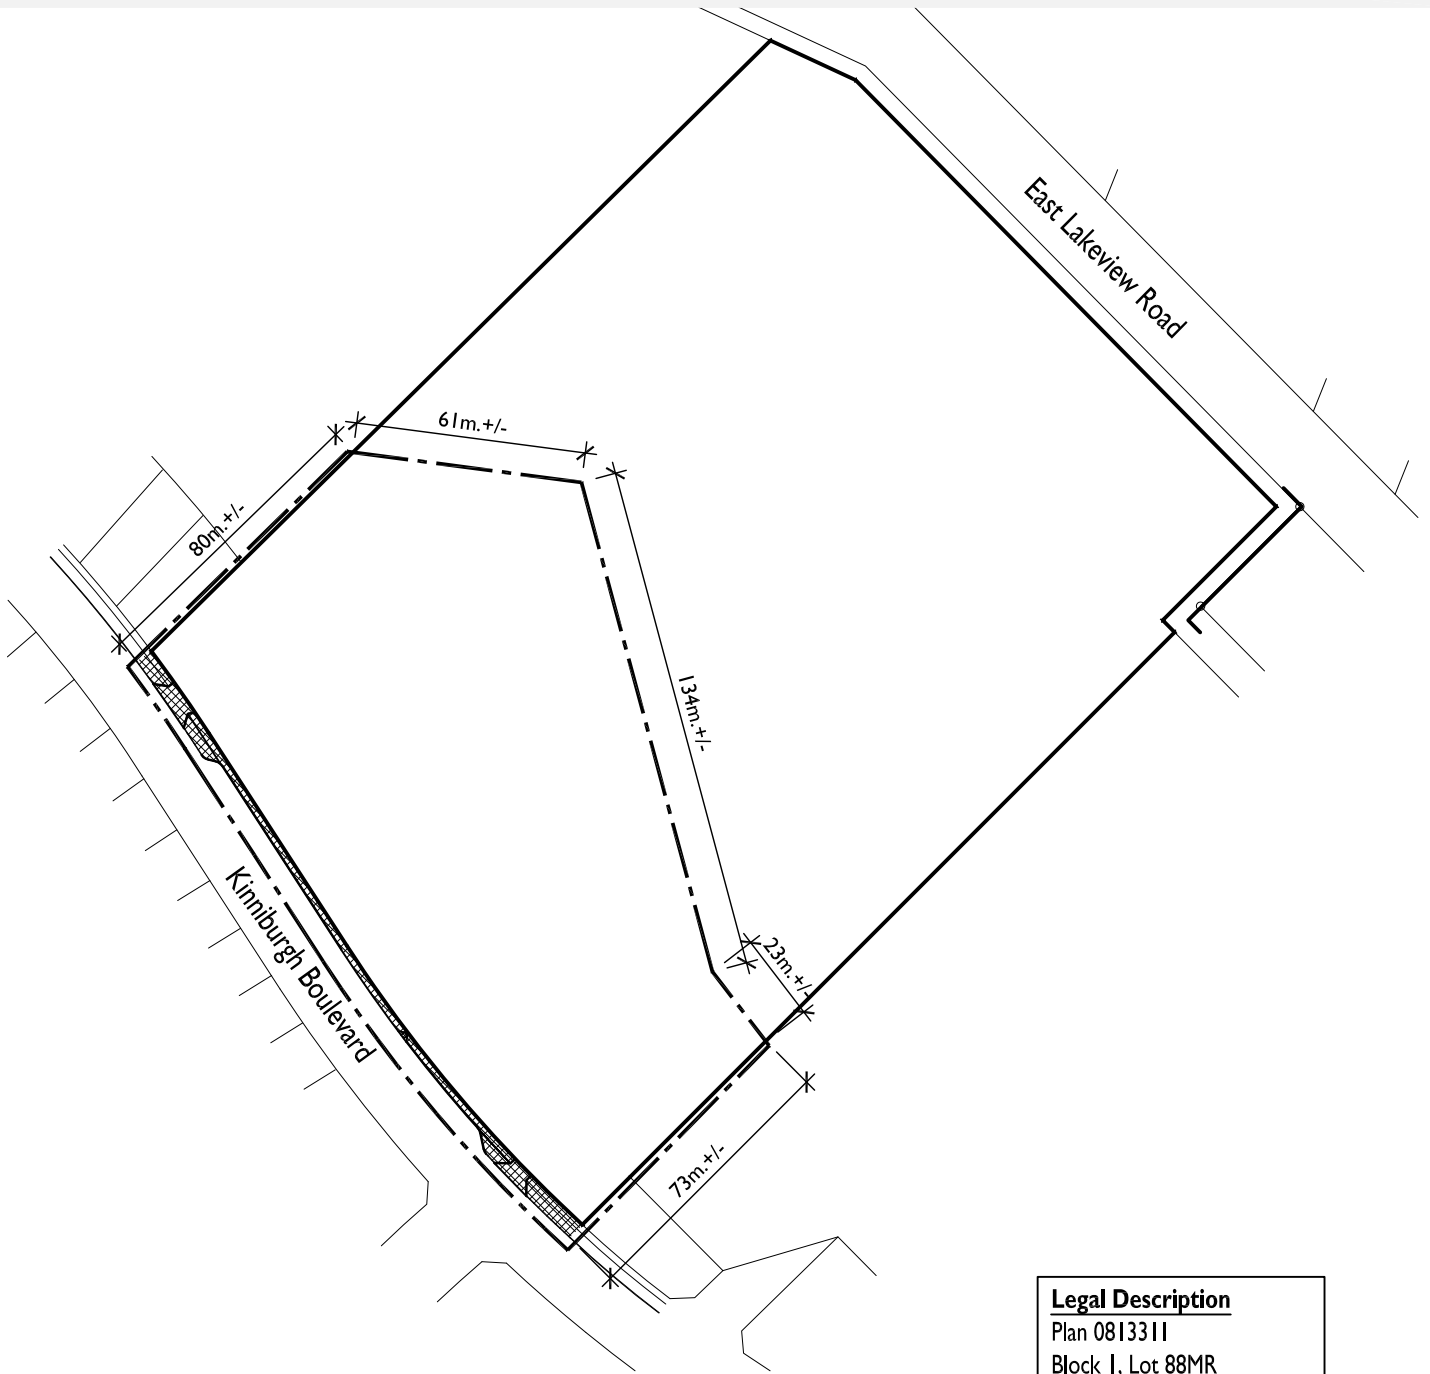 East Lakeview Road
61m.+/-
80m.+/-
134m.+/-
23m.+/-
Kinniburgh Boulevard
73m.+/-
Legal Description
Plan 0813311
Block 1, Lot 88MR